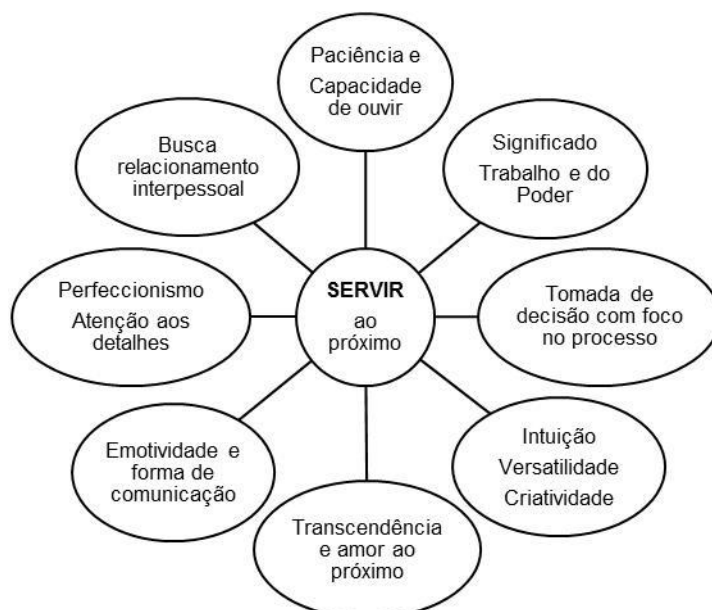 Paciência e
Capacidade
de ouvir
Significado
Trabalho e do
Poder
Tomada de
decisão com foco
no processo
Intuição
Versatilidade
Criatividade
Transcendência
e amor ao
próximo
Emotividade e
forma de
comunicação
Perfeccionismo
Atenção aos
detalhes
Busca
relacionamento
interpessoal
SERVIR
ao
próximo